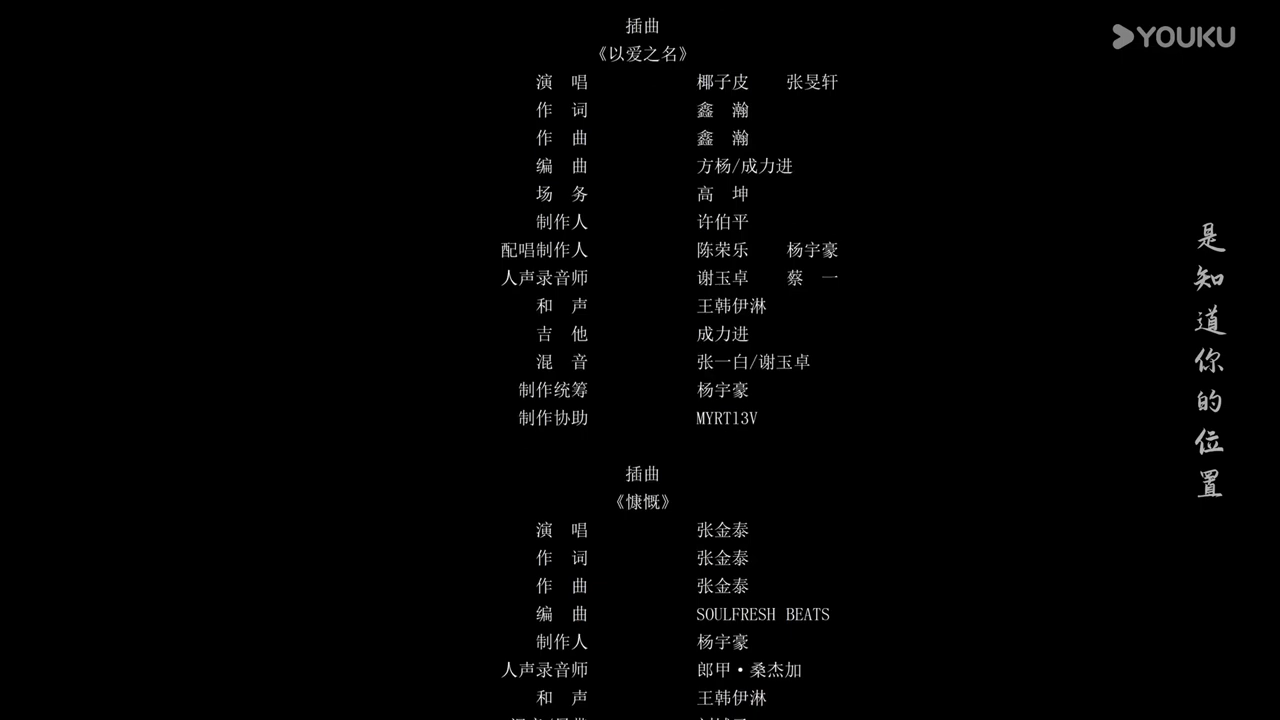 插曲
《以爱之名》
演 唱 椰子皮 张旻轩
作 词 鑫 瀚
作 曲 鑫 瀚
编 曲 方杨/成力进
场 务 高 坤
制作人 许伯平
配唱制作人 陈荣乐 杨宇豪
人声录音师 谢玉卓 蔡 一
和 声 王韩伊淋
吉 他 成力进
混 音 张一白/谢玉卓
制作统筹 杨宇豪
制作协助 MYRT13V
插曲
《慷慨》
演 唱 张金泰
作 词 张金泰
作 曲 张金泰
编 曲 SOULFRESH BEATS
制作人 杨宇豪
人声录音师 郎甲·桑杰加
和 声 王韩伊淋
YOUKU
是知道你的位置